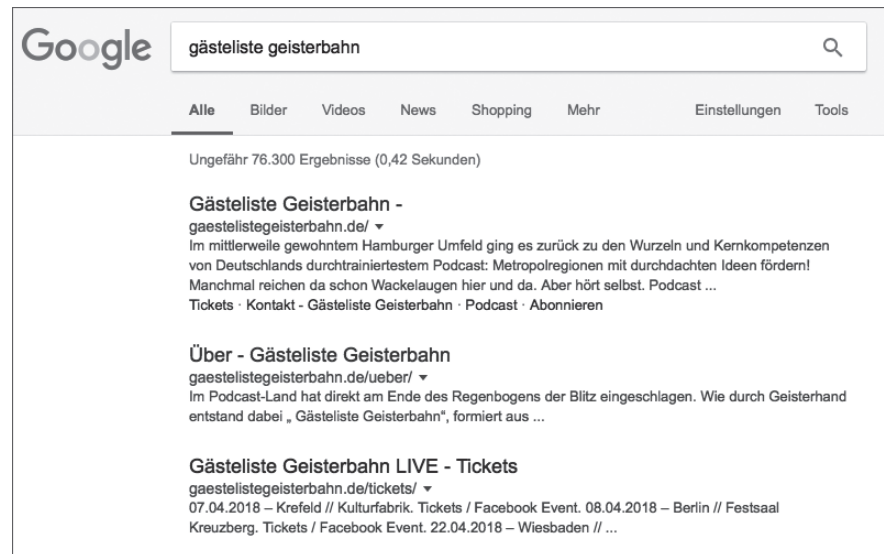 Google
gästeliste geisterbahn
Alle Bilder Videos News Shopping Mehr Einstellungen Tools
Ungefähr 76.300 Ergebnisse (0,42 Sekunden)
Gästeliste Geisterbahn -
gaestelistegeisterbahn.de/
Im mittlerweile gewohntem Hamburger Umfeld ging es zurück zu den Wurzeln und Kernkompetenzen
von Deutschlands durchtrainiertestem Podcast: Metropolregionen mit durchdachten Ideen fördern!
Manchmal reichen da schon Wackelaugen hier und da. Aber hört selbst. Podcast ...
Tickets · Kontakt - Gästeliste Geisterbahn · Podcast · Abonnieren
Über - Gästeliste Geisterbahn
gaestelistegeisterbahn.de/ueber/
Im Podcast-Land hat direkt am Ende des Regenbogens der Blitz eingeschlagen. Wie durch Geisterhand
entstand dabei „ Gästeliste Geisterbahn“, formiert aus ...
Gästeliste Geisterbahn LIVE - Tickets
gaestelistegeisterbahn.de/tickets/
07.04.2018 – Krefeld // Kulturfabrik. Tickets / Facebook Event. 08.04.2018 – Berlin // Festsaal
Kreuzberg. Tickets / Facebook Event. 22.04.2018 – Wiesbaden // ...